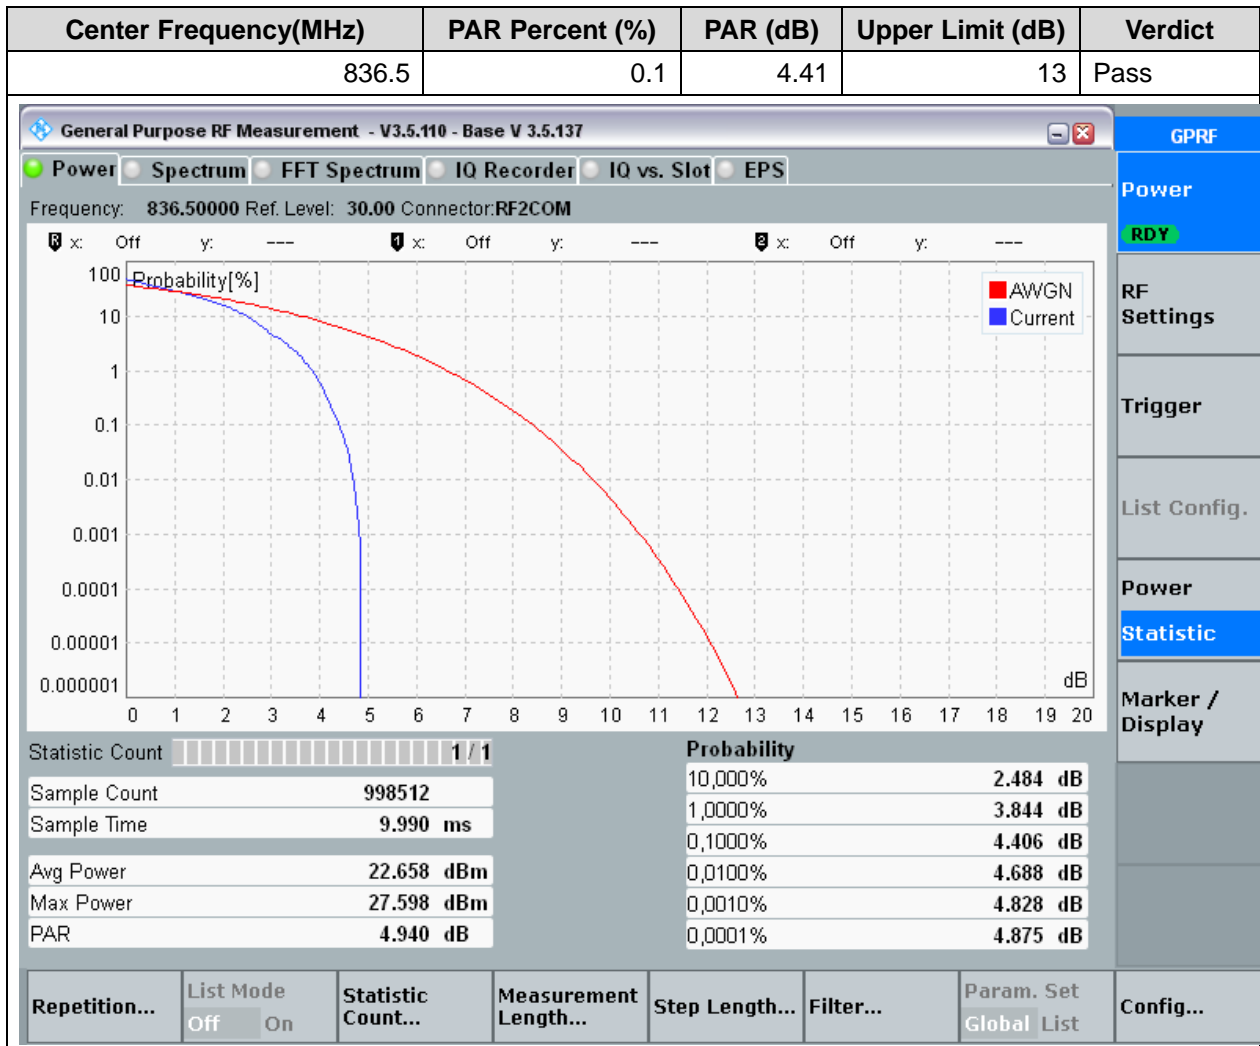 Center Frequency(MHz) PAR Percent (%) PAR (dB) Upper Limit (dB) Verdict
836.5 0.1 4.41 13 Pass
General Purpose RF Measurement - V3.5.110 - Base V 3.5.137
GPRF
Power Spectrum FFT Spectrum IQ Recorder IQ vs. Slot EPS
Frequency: 836.50000 Ref. Level: 30.00 Connector:RF2COM
R x: Off y: --- 1 x: Off y: --- 2 x: Off y: ---
Probability[%]
AWGN
Current
100
10
1
0.1
0.01
0.001
0.0001
0.00001
0.000001
dB
0 1 2 3 4 5 6 7 8 9 10 11 12 13 14 15 16 17 18 19 20
Statistic Count 1 / 1
Sample Count 998512
Sample Time 9.990 ms
Avg Power 22.658 dBm
Max Power 27.598 dBm
PAR 4.940 dB
Probability
10,000% 2.484 dB
1,0000% 3.844 dB
0,1000% 4.406 dB
0,0100% 4.688 dB
0,0010% 4.828 dB
0,0001% 4.875 dB
Power
RDY
RF
Settings
Trigger
List Config.
Power
Statistic
Marker /
Display
Repetition...
List Mode
Off On
Statistic
Count...
Measurement
Length...
Step Length...
Filter...
Param. Set
Global List
Config...